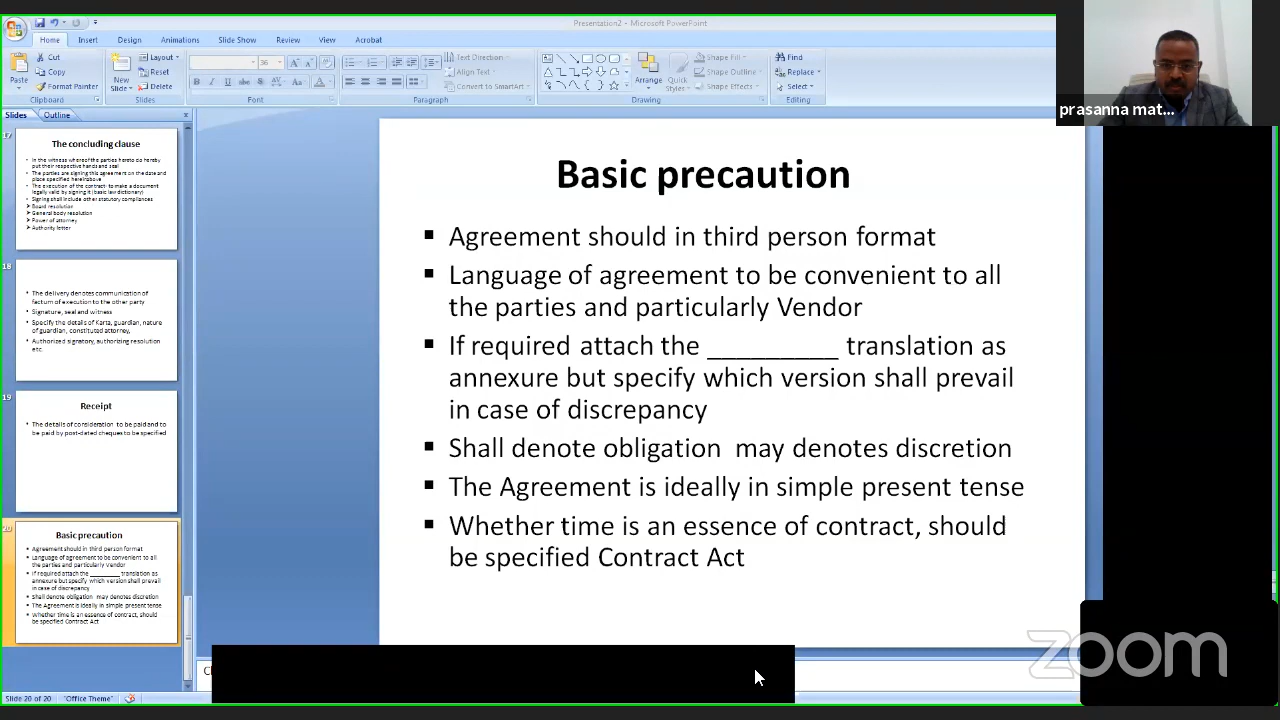 Presentation2 - Microsoft PowerPoint
Home Insert Design Animations Slide Show Review View Acrobat
Paste
Cut
Copy
Format Painter
Clipboard
New Slide
Layout
Reset
Delete
Slides
36
B I U abe S AV Aa A
Font
Text Direction
Align Text
Convert to SmartArt
Paragraph
Arrange
Quick Styles
Shape Fill
Shape Outline
Shape Effects
Drawing
Find
Replace
Select
Editing
prasanna mat...
Slides Outline
17
The concluding clause
In the witness whereof the parties hereto do hereby
put their respective hands and seal
The parties are signing this agreement on the date and
place specified hereinabove
The execution of the contract- to make a document
legally valid by signing it ( basic law dictionary)
Signing shall include other statutory compliances
Board resolution
General body resolution
Power of attorney
Authority letter
18
The delivery denotes communication of
factum of execution to the other party
Signature, seal and witness
Specify the details of Karta, guardian, nature
of guardian, constituted attorney,
Authorized signatory, authorizing resolution
etc.
19
Receipt
The details of consideration to be paid and to
be paid by post-dated cheques to be specified
20
Basic precaution
Agreement should in third person format
Language of agreement to be convenient to all
the parties and particularly Vendor
If required attach the _________ translation as
annexure but specify which version shall prevail
in case of discrepancy
Shall denote obligation may denotes discretion
The Agreement is ideally in simple present tense
Whether time is an essence of contract, should
be specified Contract Act
Basic precaution
▪ Agreement should in third person format
▪ Language of agreement to be convenient to all
the parties and particularly Vendor
▪ If required attach the _________ translation as
annexure but specify which version shall prevail
in case of discrepancy
▪ Shall denote obligation may denotes discretion
▪ The Agreement is ideally in simple present tense
▪ Whether time is an essence of contract, should
be specified Contract Act
zoom
Slide 20 of 20 "Office Theme"